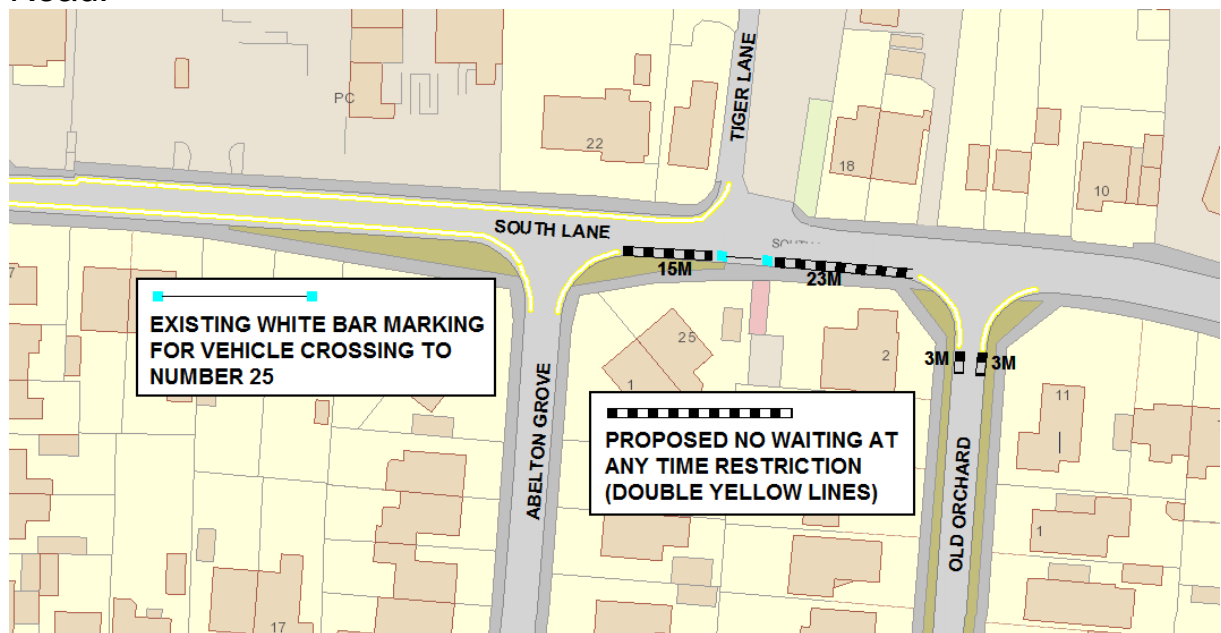 PC
22
TIGER LANE
18
10
SOUTH LANE
15M
23M
EXISTING WHITE BAR MARKING
FOR VEHICLE CROSSING TO
NUMBER 25
25
1
2
3M
3M
11
ABELTON GROVE
PROPOSED NO WAITING AT
ANY TIME RESTRICTION
(DOUBLE YELLOW LINES)
OLD ORCHARD
1
17